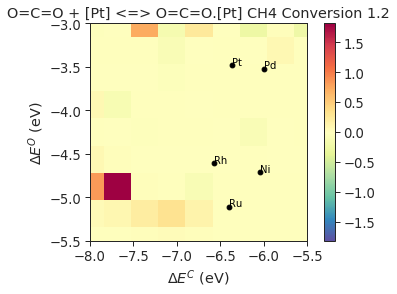 O=C=O + [Pt] <=> O=C=O.[Pt] CH4 Conversion 1.2
−3.0
−3.5
−4.0
−4.5
−5.0
−5.5
ΔE^O (eV)
Pt
Pd
Rh
Ni
Ru
−8.0 −7.5 −7.0 −6.5 −6.0 −5.5
ΔE^C (eV)
1.5
1.0
0.5
0.0
−0.5
−1.0
−1.5